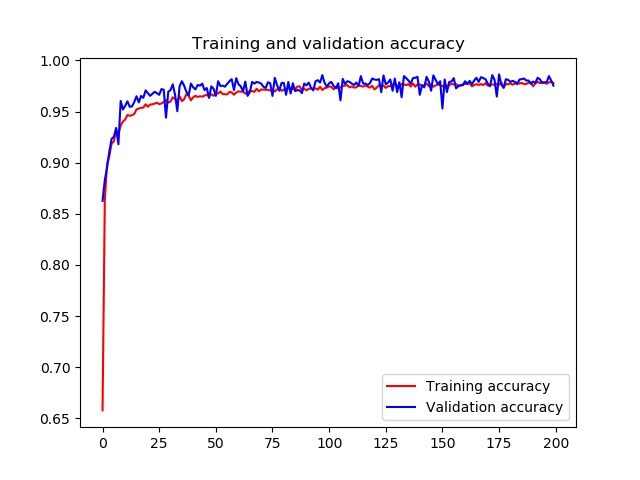 Training and validation accuracy
1.00
0.95
0.90
0.85
0.80
0.75
0.70
0.65
Training accuracy
Validation accuracy
0 25 50 75 100 125 150 175 200